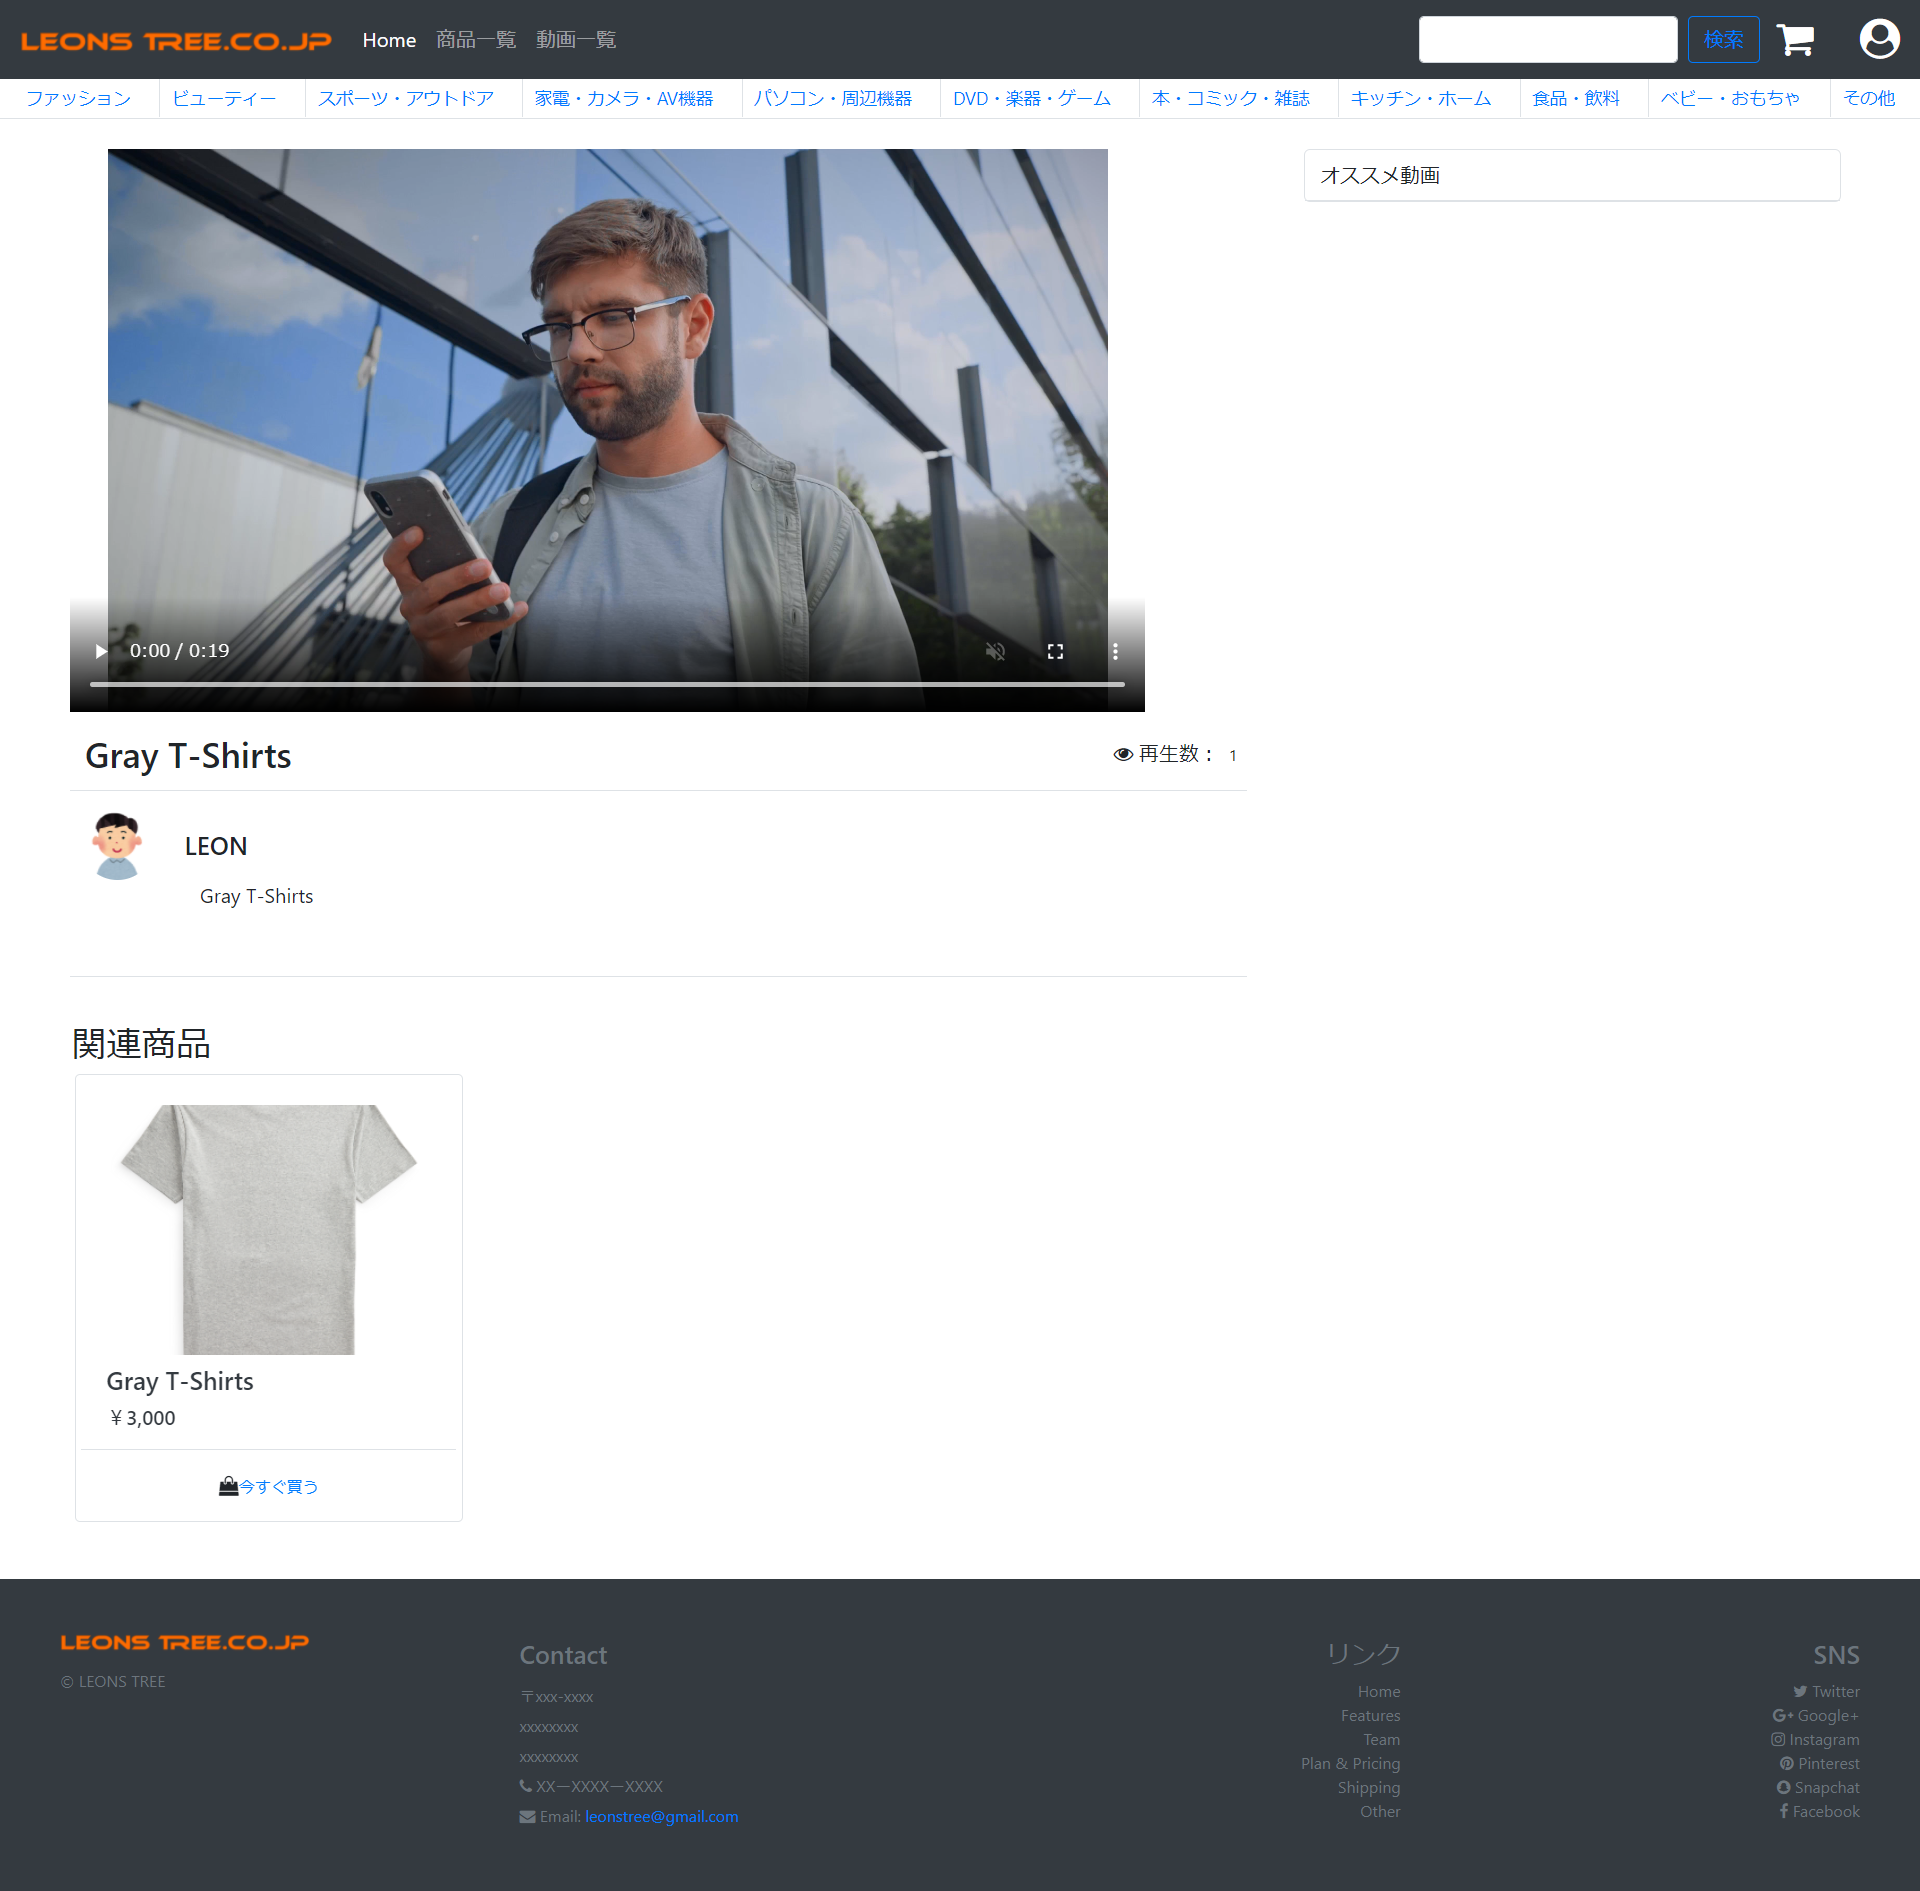 LEONS TREE.CO.JP Home 商品一覧 動画一覧 検索
ファッション ビューティー スポーツ・アウトドア 家電・カメラ・AV機器 パソコン・周辺機器 DVD・楽器・ゲーム 本・コミック・雑誌 キッチン・ホーム 食品・飲料 ベビー・おもちゃ その他
オススメ動画
0:00 / 0:19
Gray T-Shirts 再生数： 1
LEON
Gray T-Shirts
関連商品
Gray T-Shirts
￥3,000
今すぐ買う
LEONS TREE.CO.JP
© LEONS TREE
Contact
〒xxx-xxxx
xxxxxxxx
xxxxxxxx
XX－XXXX－XXXX
Email: leonstree@gmail.com
リンク
Home
Features
Team
Plan & Pricing
Shipping
Other
SNS
Twitter
Google+
Instagram
Pinterest
Snapchat
Facebook